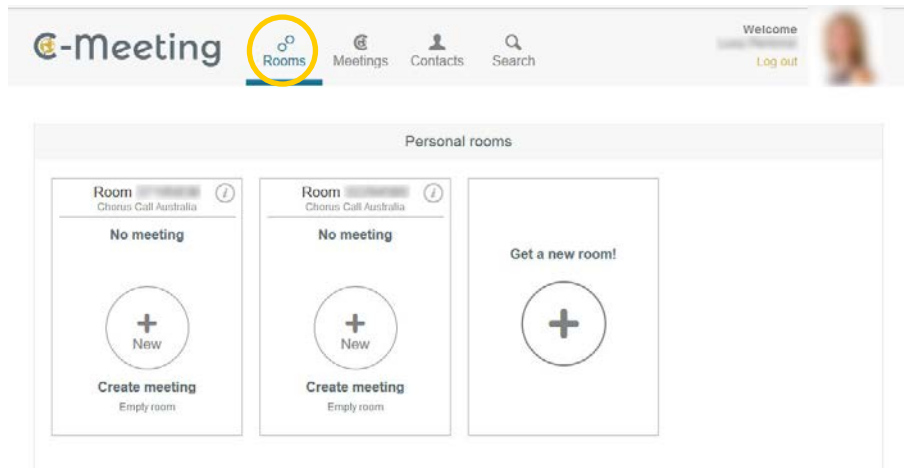 C-Meeting
Rooms Meetings Contacts Search
Welcome
Log out
Personal rooms
Room
Chorus Call Australia
No meeting
+
New
Create meeting
Empty room
Room
Chorus Call Australia
No meeting
+
New
Create meeting
Empty room
Get a new room!
+